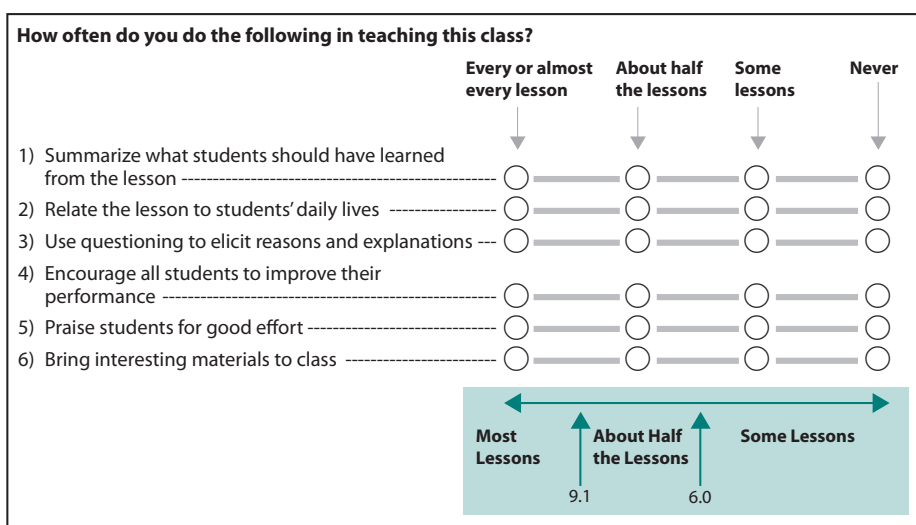 How often do you do the following in teaching this class?
Every or almost About half Some Never
every lesson the lessons lessons
1) Summarize what students should have learned
from the lesson
2) Relate the lesson to students' daily lives
3) Use questioning to elicit reasons and explanations
4) Encourage all students to improve their
performance
5) Praise students for good effort
6) Bring interesting materials to class
Most About Half Some Lessons
Lessons the Lessons
9.1 6.0